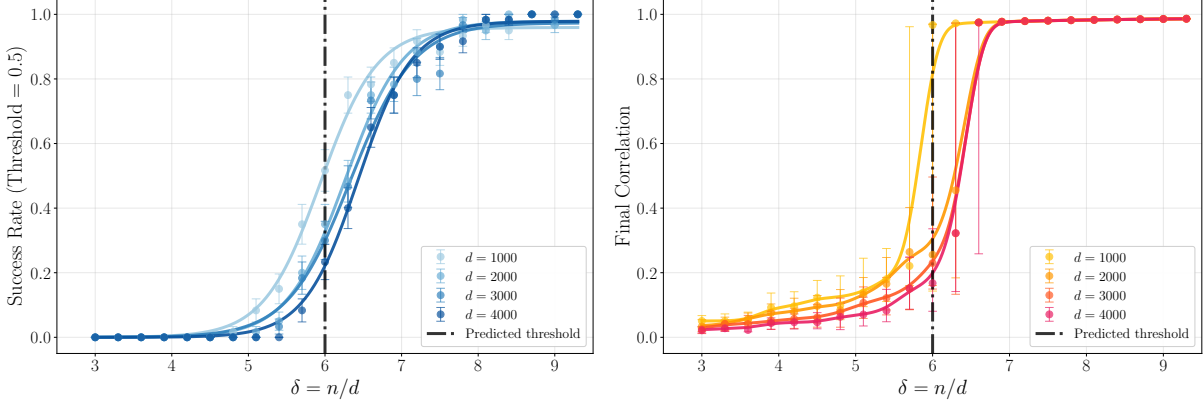 Success Rate (Threshold = 0.5)
1.0
0.8
0.6
0.4
0.2
0.0
3
4
5
6
7
8
9
δ = n/d
d = 1000
d = 2000
d = 3000
d = 4000
Predicted threshold
Final Correlation
1.0
0.8
0.6
0.4
0.2
0.0
3
4
5
6
7
8
9
δ = n/d
d = 1000
d = 2000
d = 3000
d = 4000
Predicted threshold